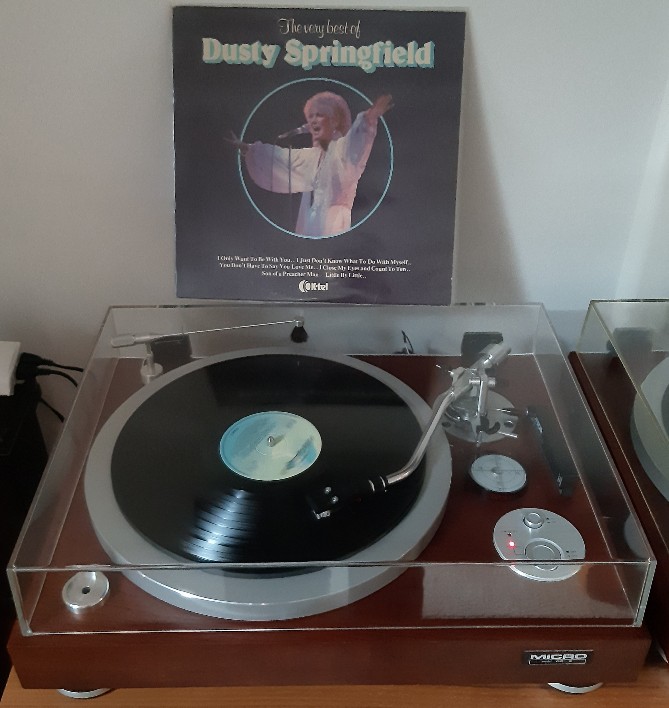 The very best of
Dusty Springfield
I Only Want To Be With You... I Just Don't Know What To Do With Myself...
You Don't Have To Say You Love Me... I Close My Eyes and Count To Ten...
Son of a Preacher Man Little By Little...
K-tel
MICRO